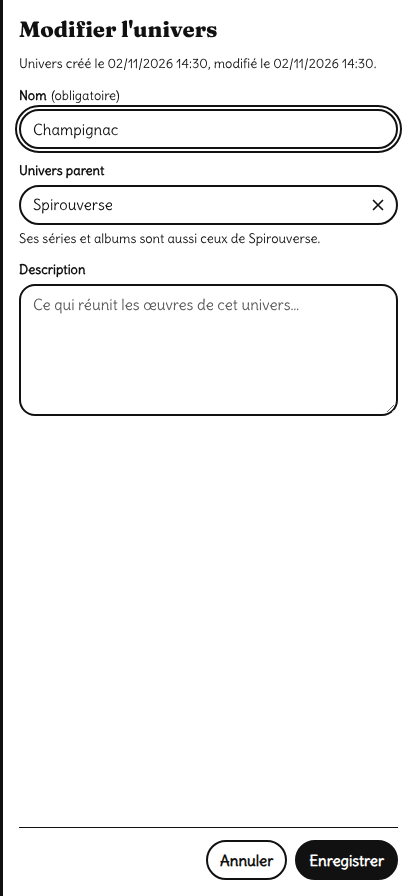 Modifier l'univers
Univers créé le 02/11/2026 14:30, modifié le 02/11/2026 14:30.
Nom (obligatoire)
Champignac
Univers parent
Spirouverse
Ses séries et albums sont aussi ceux de Spirouverse.
Description
Ce qui réunit les œuvres de cet univers...
Annuler
Enregistrer